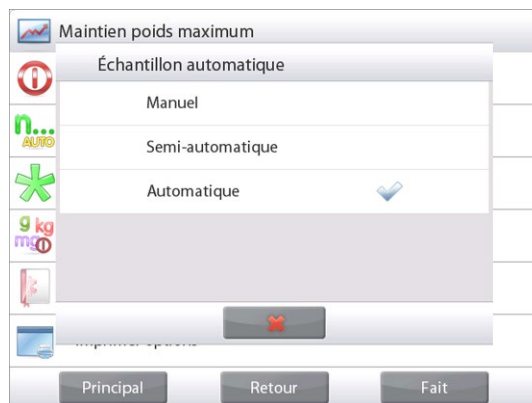 Maintien poids maximum
Échantillon automatique
Manuel
n...
AUTO
Semi-automatique
Automatique
g kg
mg
Principal
Retour
Fait